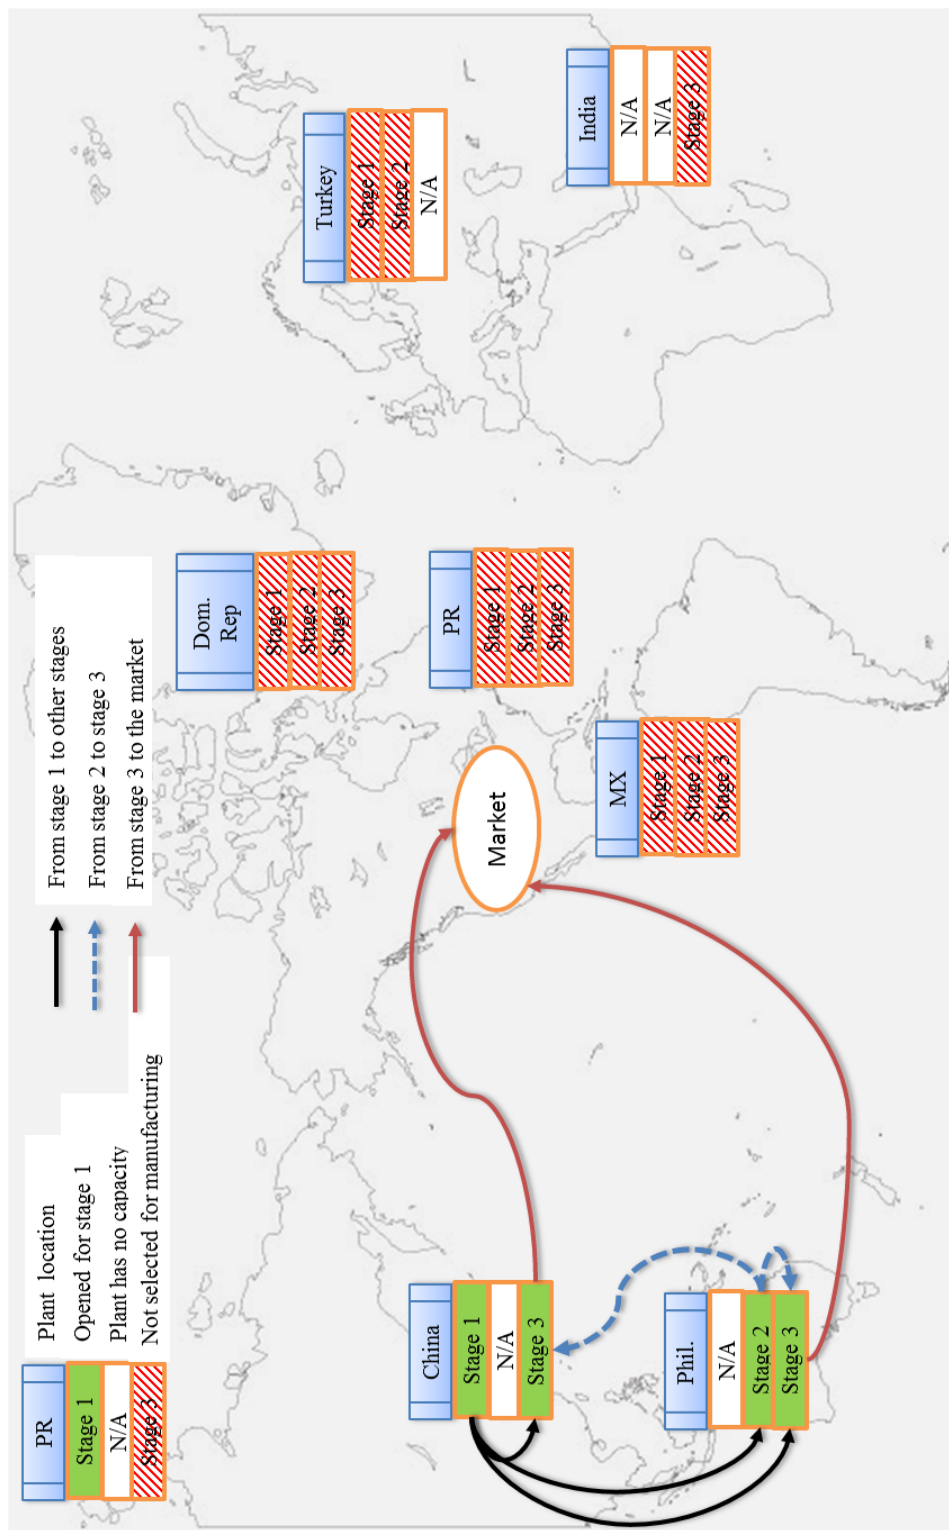 PR
Stage 1
N/A
Stage 3
Plant location
Opened for stage 1
Plant has no capacity
Not selected for manufacturing
From stage 1 to other stages
From stage 2 to stage 3
From stage 3 to the market
China
Stage 1
N/A
Stage 3
Phil.
N/A
Stage 2
Stage 3
Market
MX
Stage 1
Stage 2
Stage 3
Dom.
Rep
Stage 1
Stage 2
Stage 3
PR
Stage 1
Stage 2
Stage 3
Turkey
Stage 1
Stage 2
N/A
India
N/A
N/A
Stage 3